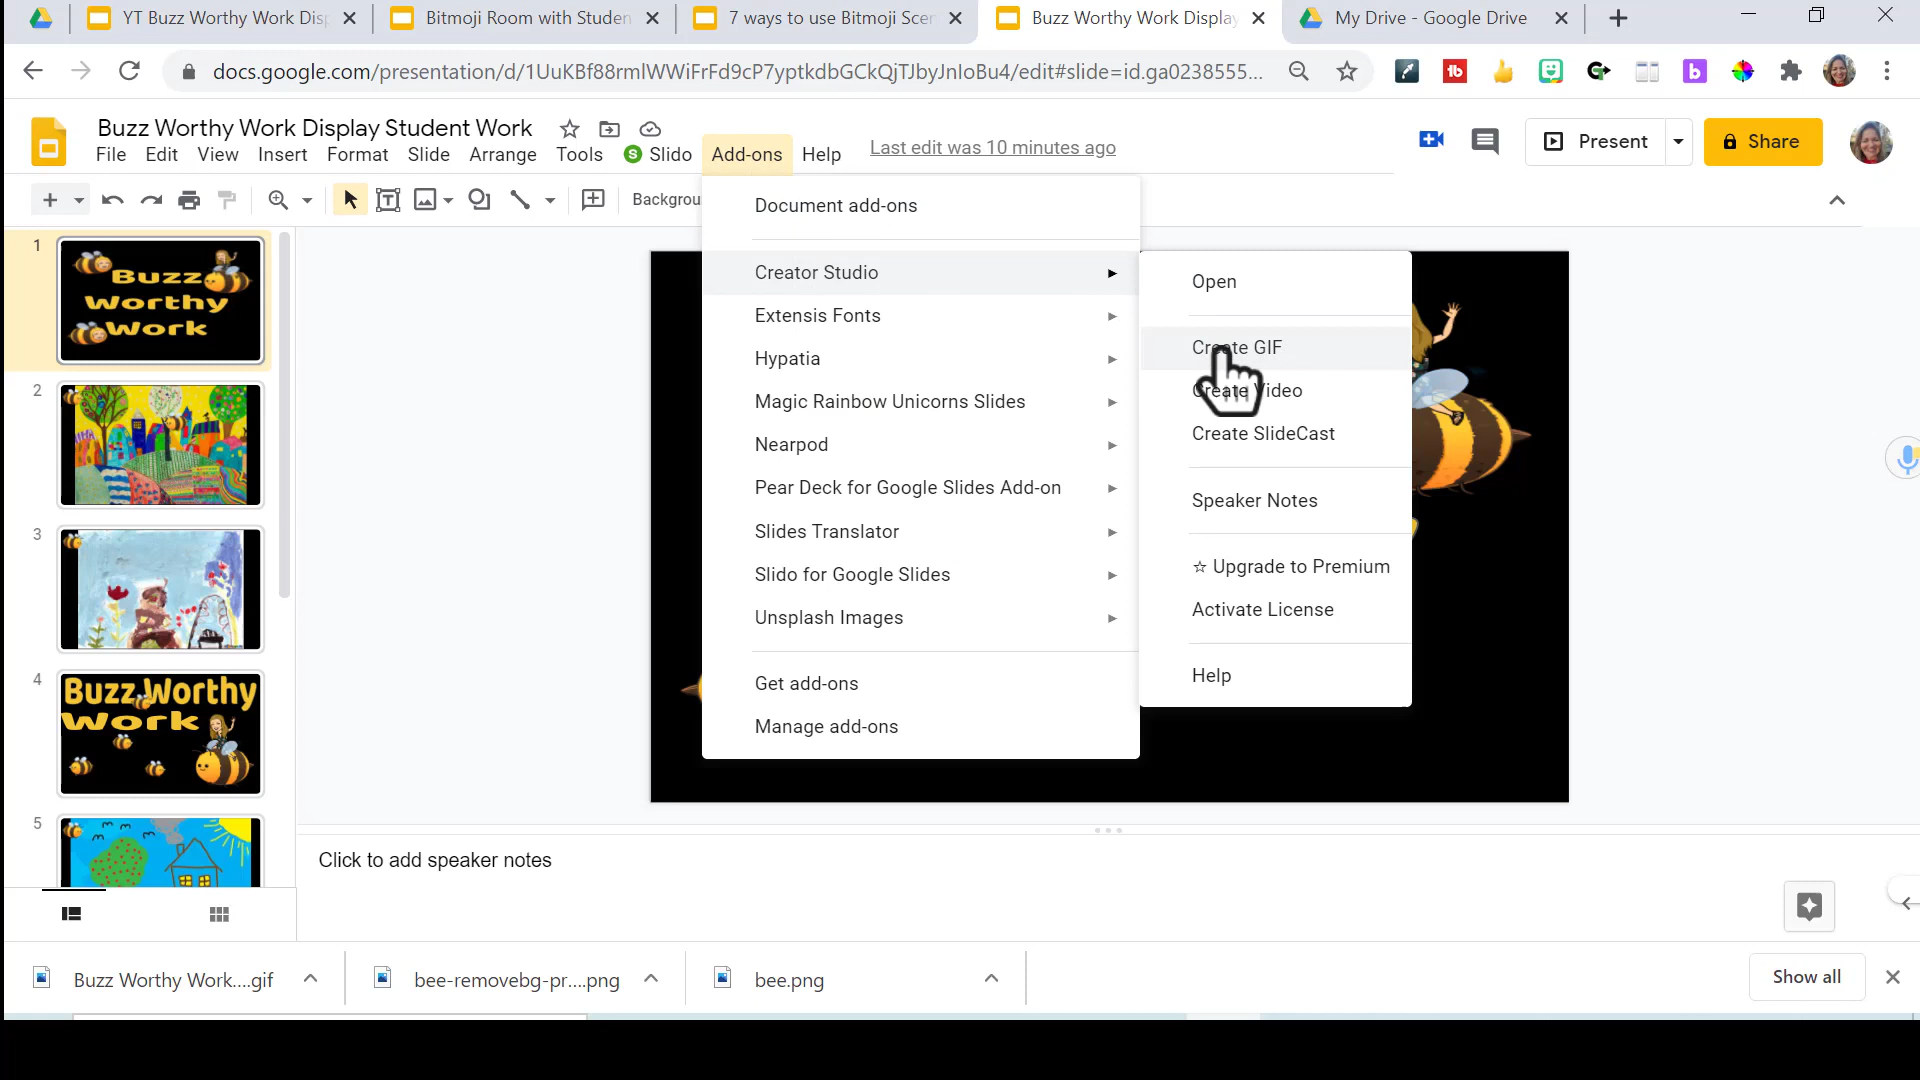 YT Buzz Worthy Work Disp
Bitmoji Room with Studen
7 ways to use Bitmoji Scen
Buzz Worthy Work Display
My Drive - Google Drive
docs.google.com/presentation/d/1UuKBf88rmlWWiFrFd9cP7yptkdbGCkQjTJbyJnIoBu4/edit#slide=id.ga0238555...
Buzz Worthy Work Display Student Work
File Edit View Insert Format Slide Arrange Tools Slido Add-ons Help
Last edit was 10 minutes ago
Present
Share
Backgrou
Document add-ons
Creator Studio
Extensis Fonts
Hypatia
Magic Rainbow Unicorns Slides
Nearpod
Pear Deck for Google Slides Add-on
Slides Translator
Slido for Google Slides
Unsplash Images
Get add-ons
Manage add-ons
Open
Create GIF
Create Video
Create SlideCast
Speaker Notes
☆ Upgrade to Premium
Activate License
Help
1
Buzz
Worthy
Work
2
3
4
Buzz Worthy
Work
5
Click to add speaker notes
Buzz Worthy Work....gif
bee-removebg-pr....png
bee.png
Show all